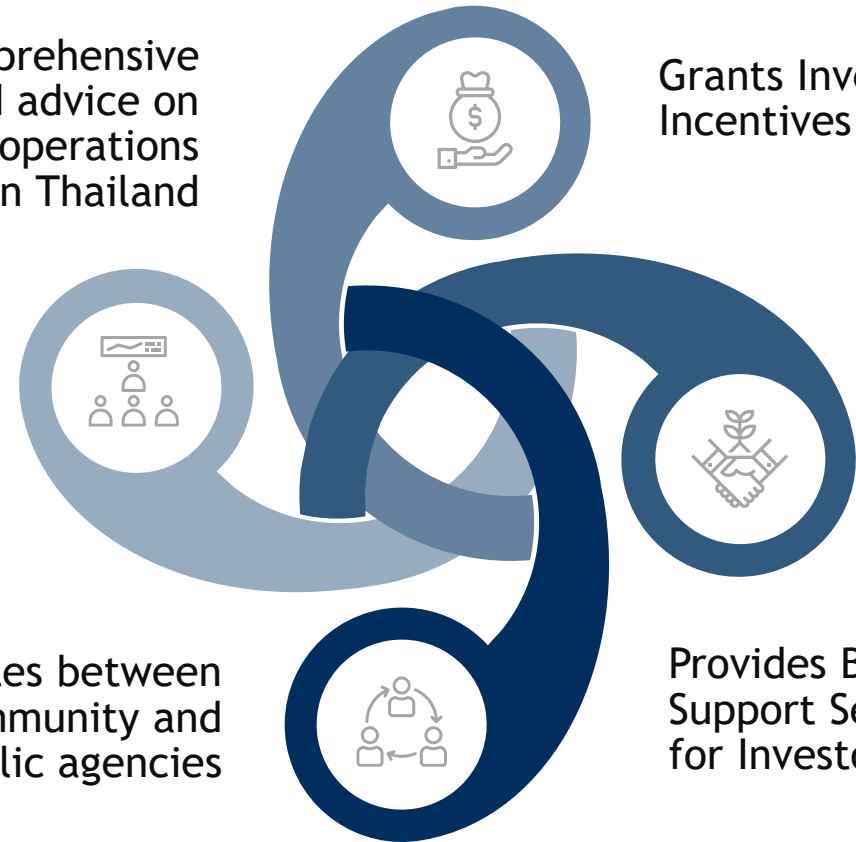 prehensive
advice on
operations
n Thailand
Grants Inve
Incentives
$
es between
mmunity and
lic agencies
Provides B
Support Se
for Investo